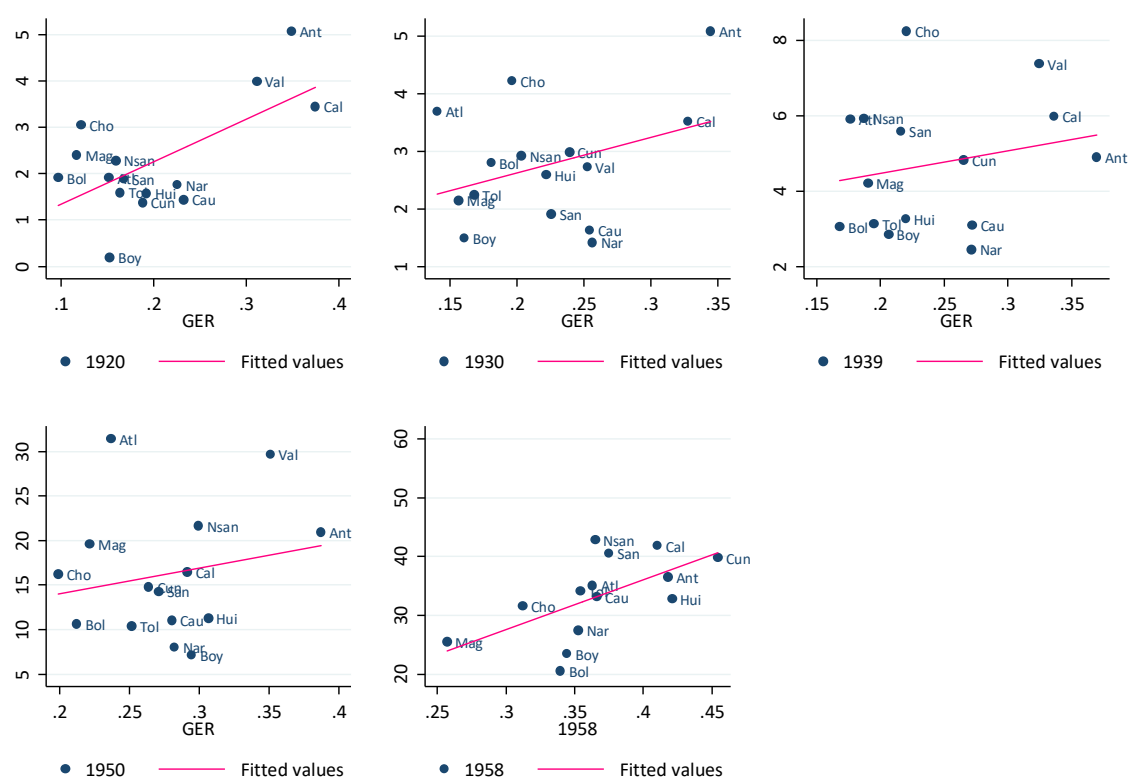 5
4
3
2
1
0
Ant
Val
Cal
Cho
Mag
Nsan
Bol
Atl
San
Tol
Hui
Nar
Cun
Cau
Boy
.1 .2 .3 .4
GER
1920 Fitted values
5
4
3
2
1
Ant
Cho
Atl
Cal
Nsan
Cun
Bol
Val
Hui
Tol
Mag
San
Cau
Boy
Nar
.15 .2 .25 .3 .35
GER
1930 Fitted values
8
6
4
2
Cho
Val
Atl
Nsan
Cal
San
Cun
Ant
Mag
Hui
Tol
Bol
Cau
Boy
Nar
.15 .2 .25 .3 .35
GER
1939 Fitted values
30
25
20
15
10
5
Atl
Val
Nsan
Ant
Mag
Cal
Cho
Cun
San
Hui
Cau
Bol
Tol
Nar
Boy
.2 .25 .3 .35 .4
GER
1950 Fitted values
60
50
40
30
20
Nsan
Cal
San
Cun
Ant
Atl
Tol
Cau
Hui
Cho
Nar
Mag
Boy
Bol
.25 .3 .35 .4 .45
1958
1958 Fitted values